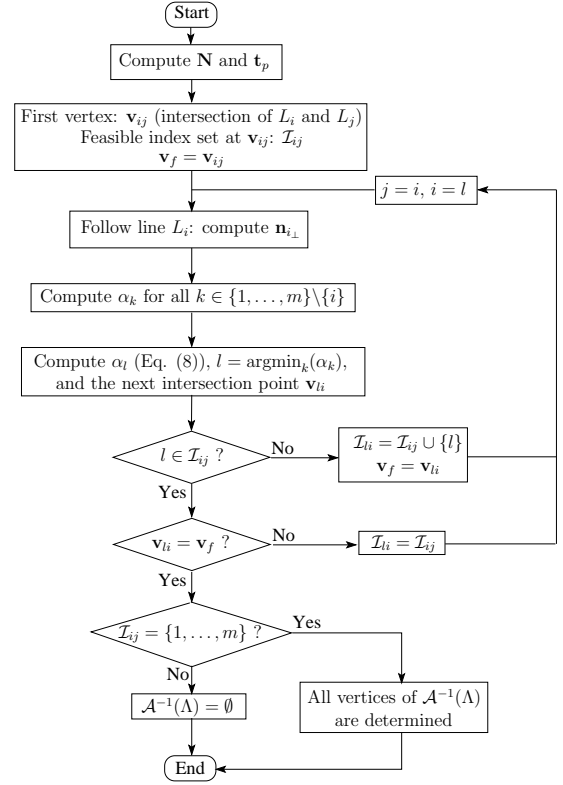 Start
Compute N and t_p
First vertex: v_ij (intersection of L_i and L_j)
Feasible index set at v_ij: 𝓘_ij
v_f = v_ij
j = i, i = l
Follow line L_i: compute n_i⊥
Compute α_k for all k ∈ {1, . . . , m}\{i}
Compute α_l (Eq. (8)), l = argmin_k(α_k),
and the next intersection point v_li
l ∈ 𝓘_ij ?
No
𝓘_li = 𝓘_ij ∪ {l}
v_f = v_li
Yes
v_li = v_f ?
No
𝓘_li = 𝓘_ij
Yes
𝓘_ij = {1, . . . , m} ?
Yes
No
𝒜^−1(Λ) = ∅
All vertices of 𝒜^−1(Λ)
are determined
End